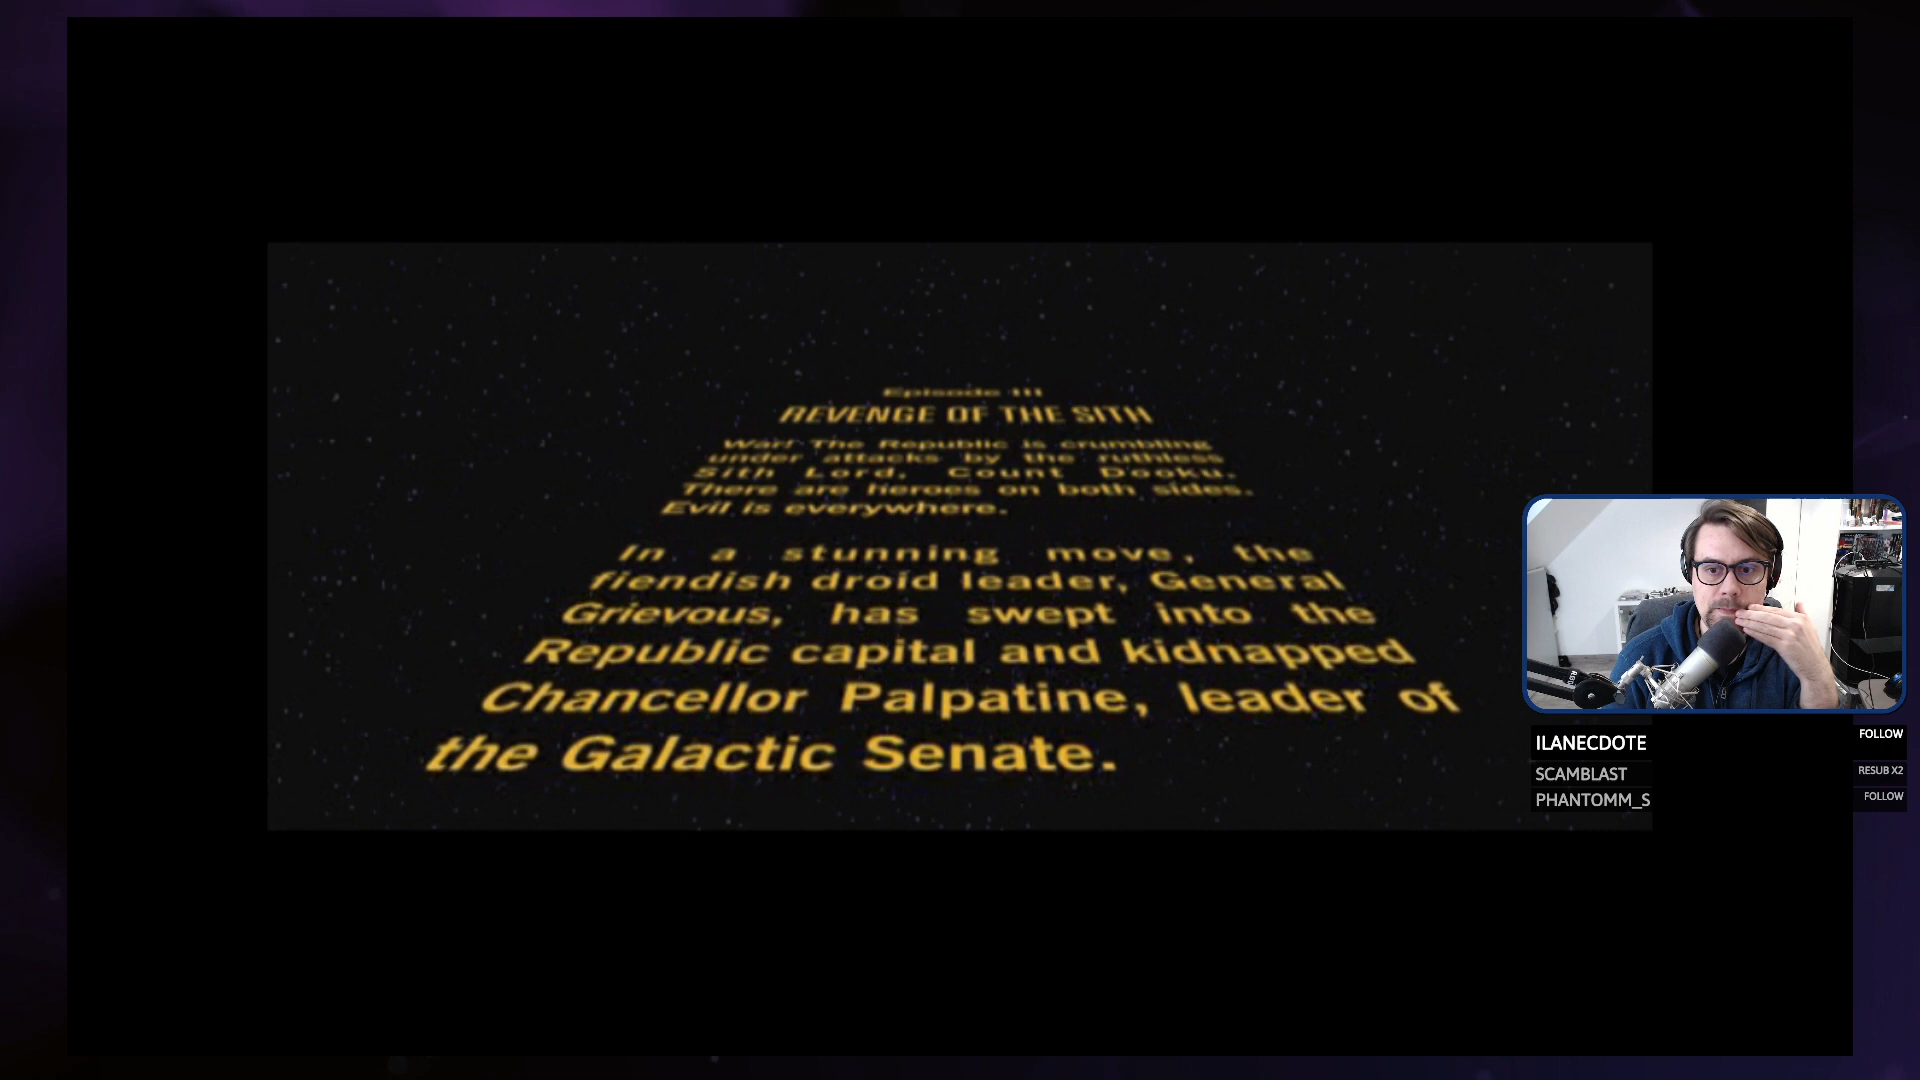 Episode III
REVENGE OF THE SITH
War! The Republic is crumbling
under attacks by the ruthless
Sith Lord, Count Dooku.
There are heroes on both sides.
Evil is everywhere.
In a stunning move, the
fiendish droid leader, General
Grievous, has swept into the
Republic capital and kidnapped
Chancellor Palpatine, leader of
the Galactic Senate.
ILANECDOTE FOLLOW
SCAMBLAST RESUB X2
PHANTOMM_S FOLLOW